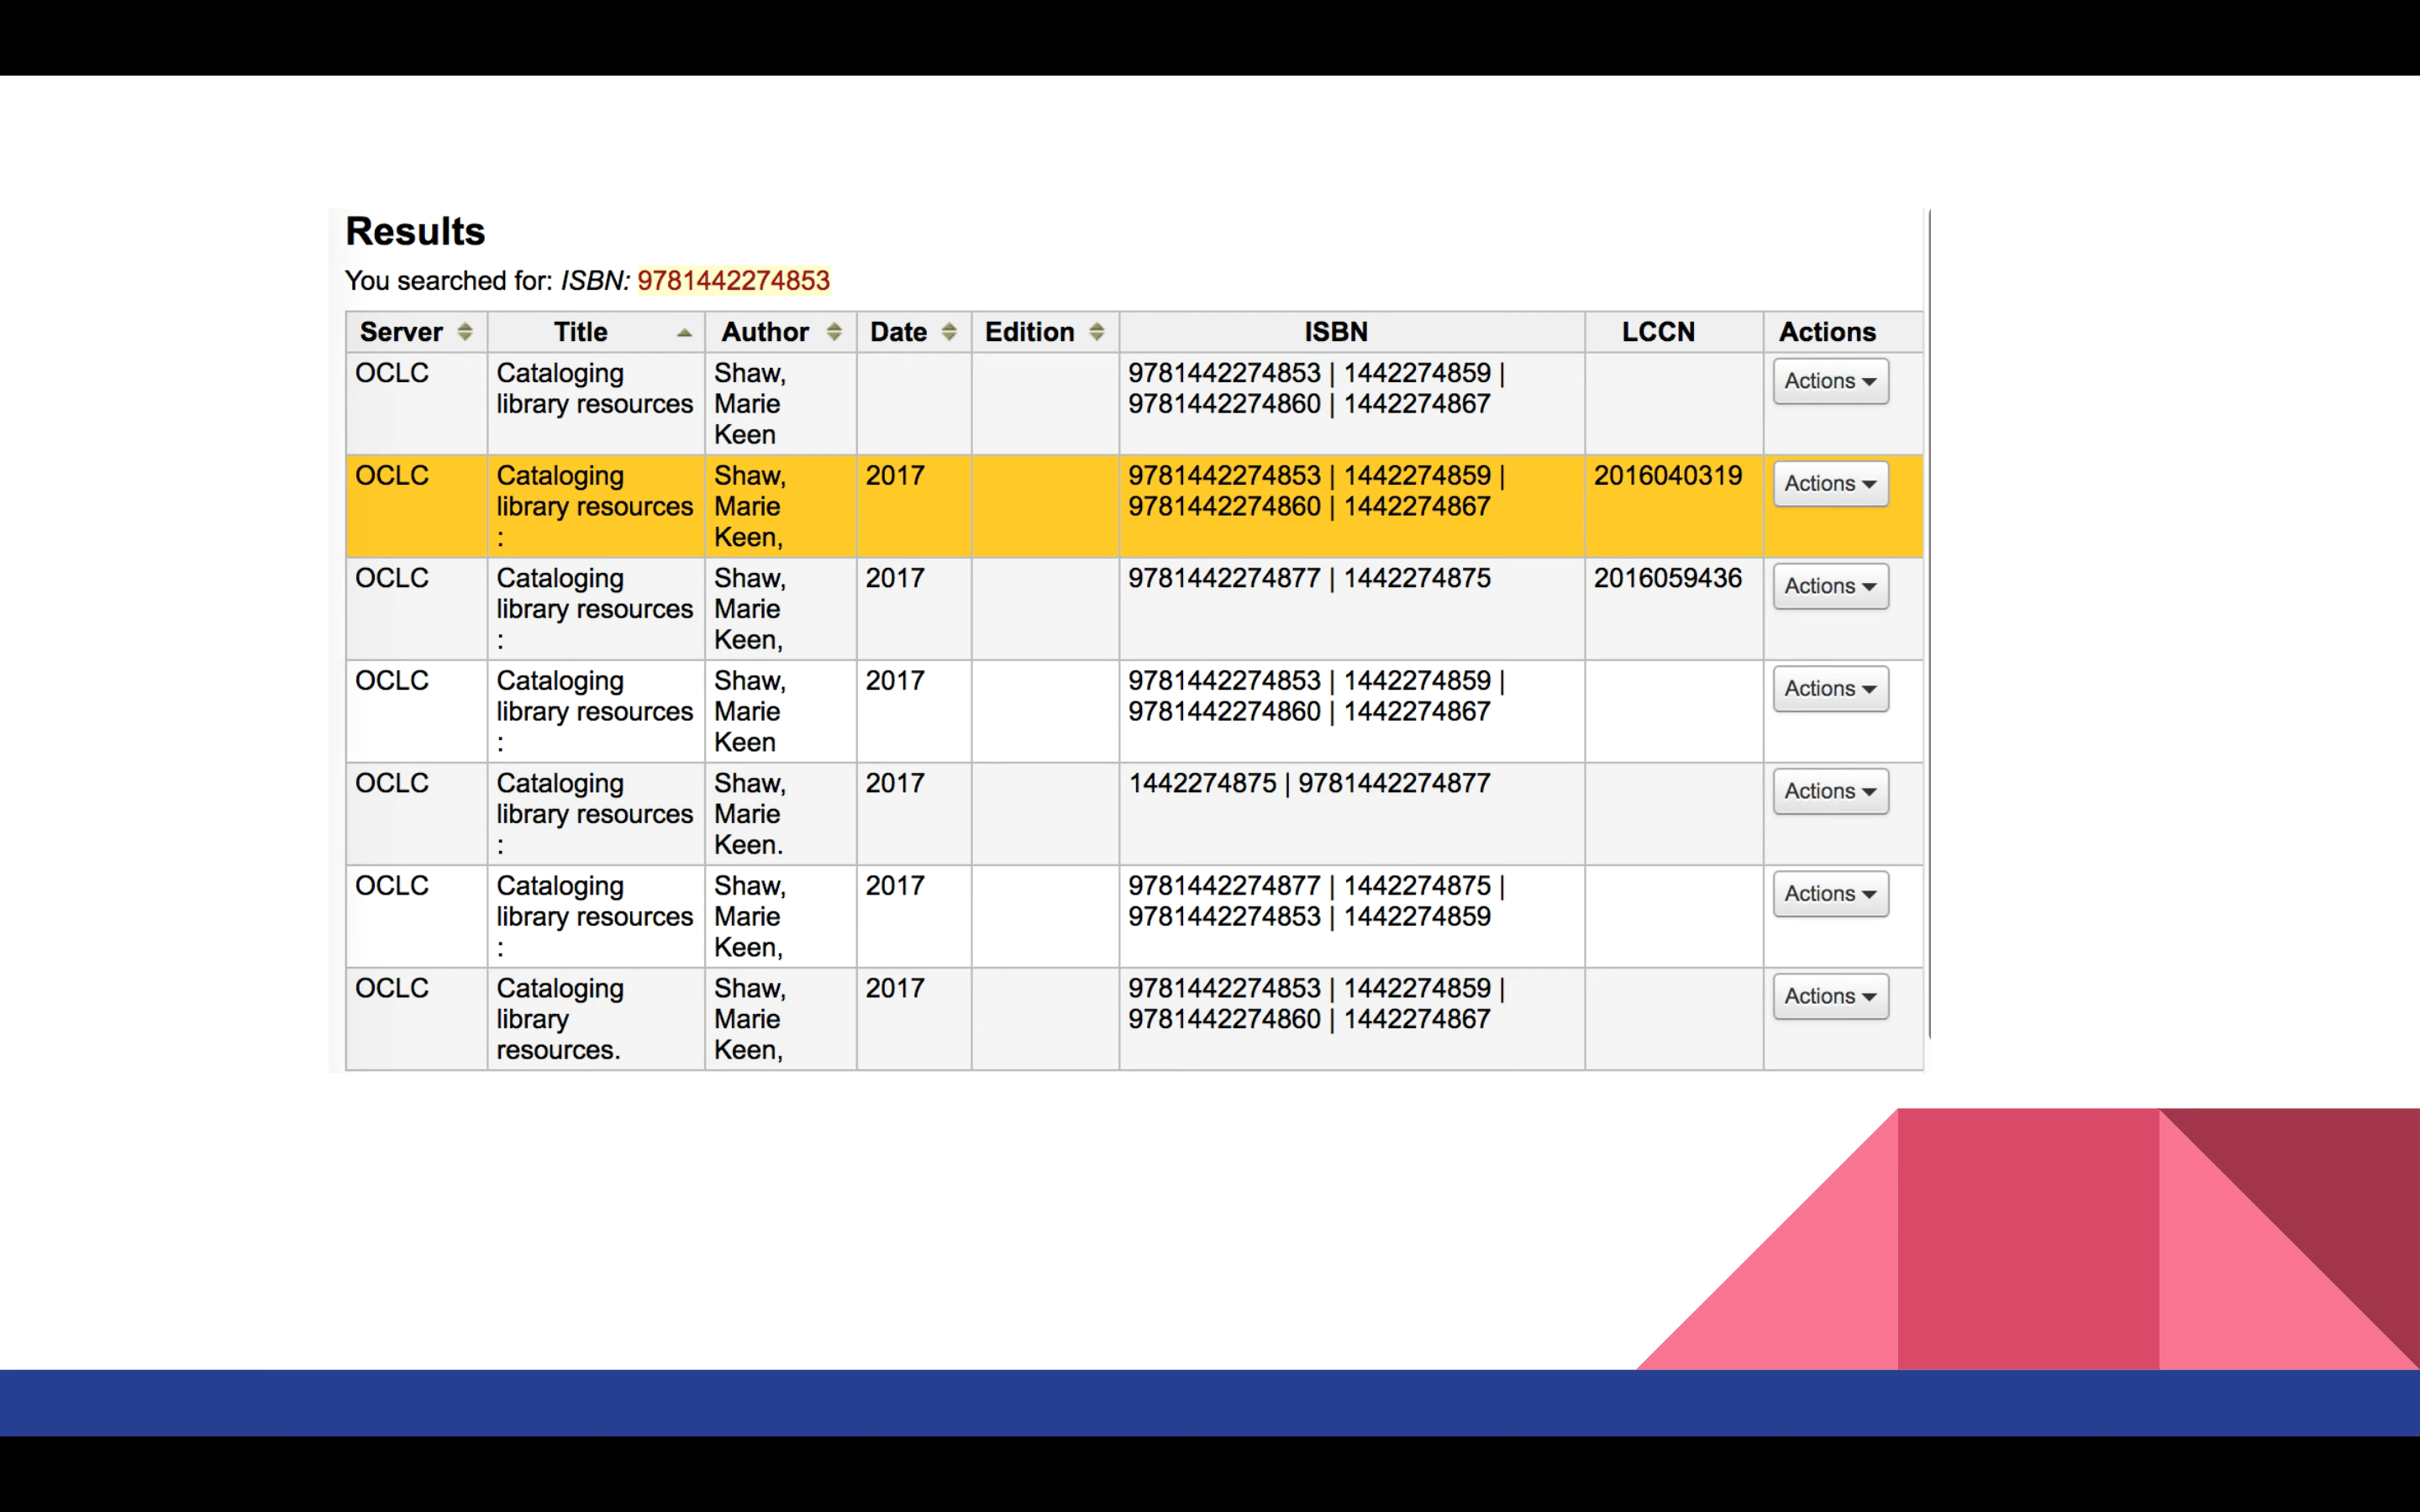 Results
You searched for: ISBN: 9781442274853
Server Title Author Date Edition ISBN LCCN Actions
OCLC Cataloging Shaw, 9781442274853 | 1442274859 | Actions
library resources Marie 9781442274860 | 1442274867
Keen
OCLC Cataloging Shaw, 2017 9781442274853 | 1442274859 | 2016040319 Actions
library resources Marie 9781442274860 | 1442274867
: Keen,
OCLC Cataloging Shaw, 2017 9781442274877 | 1442274875 2016059436 Actions
library resources Marie
: Keen,
OCLC Cataloging Shaw, 2017 9781442274853 | 1442274859 | Actions
library resources Marie 9781442274860 | 1442274867
: Keen
OCLC Cataloging Shaw, 2017 1442274875 | 9781442274877 Actions
library resources Marie
: Keen.
OCLC Cataloging Shaw, 2017 9781442274877 | 1442274875 | Actions
library resources Marie 9781442274853 | 1442274859
: Keen,
OCLC Cataloging Shaw, 2017 9781442274853 | 1442274859 | Actions
library Marie 9781442274860 | 1442274867
resources. Keen,